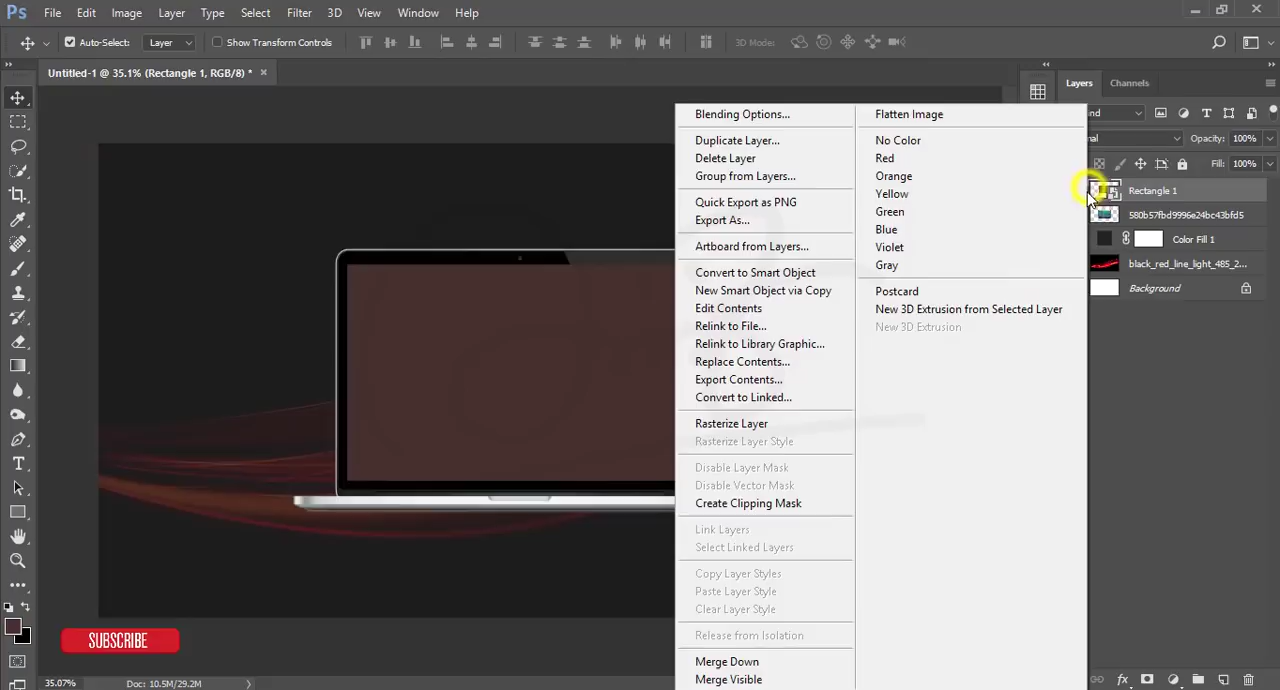 Ps File Edit Image Layer Type Select Filter 3D View Window Help
Auto-Select: Layer Show Transform Controls 3D Mode:
Untitled-1 @ 35.1% (Rectangle 1, RGB/8) * ×
Layers Channels
Blending Options...
Duplicate Layer...
Delete Layer
Group from Layers...
Quick Export as PNG
Export As...
Artboard from Layers...
Convert to Smart Object
New Smart Object via Copy
Edit Contents
Relink to File...
Relink to Library Graphic...
Replace Contents...
Export Contents...
Convert to Linked...
Rasterize Layer
Rasterize Layer Style
Disable Layer Mask
Disable Vector Mask
Create Clipping Mask
Link Layers
Select Linked Layers
Copy Layer Styles
Paste Layer Style
Clear Layer Style
Release from Isolation
Merge Down
Merge Visible
Flatten Image
No Color
Red
Orange
Yellow
Green
Blue
Violet
Gray
Postcard
New 3D Extrusion from Selected Layer
New 3D Extrusion
Opacity: 100%
Fill: 100%
Rectangle 1
580b57fbd9996e24bc43bfd5
Color Fill 1
black_red_line_light_485_2...
Background
SUBSCRIBE
35.07% Doc: 10.5M/29.2M